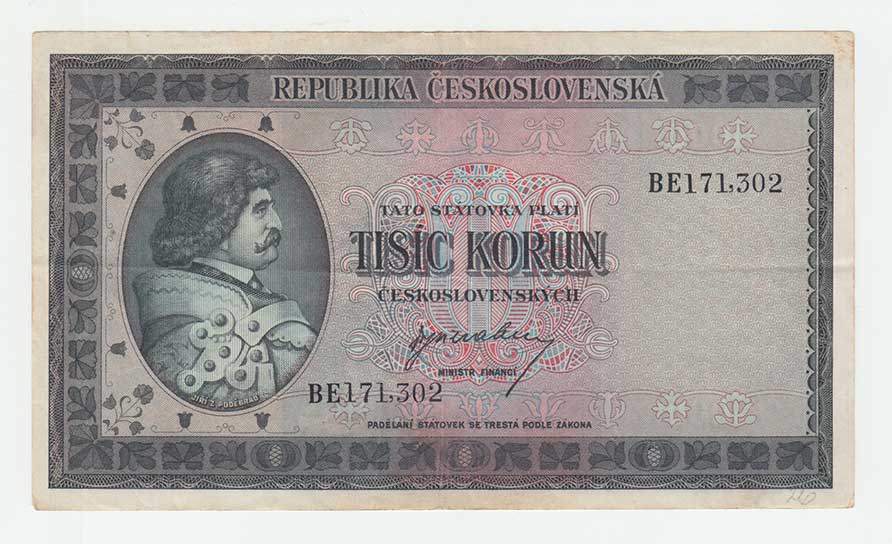 REPUBLIKA ČESKOSLOVENSKÁ
BE171,302
TATO STÁTOVKA PLATÍ
TISÍC KORUN
ČESKOSLOVENSKÝCH
MINISTR FINANCÍ
BE171,302
JIŘÍ Z PODĚBRAD
PADĚLÁNÍ STÁTOVEK SE TRESTÁ PODLE ZÁKONA